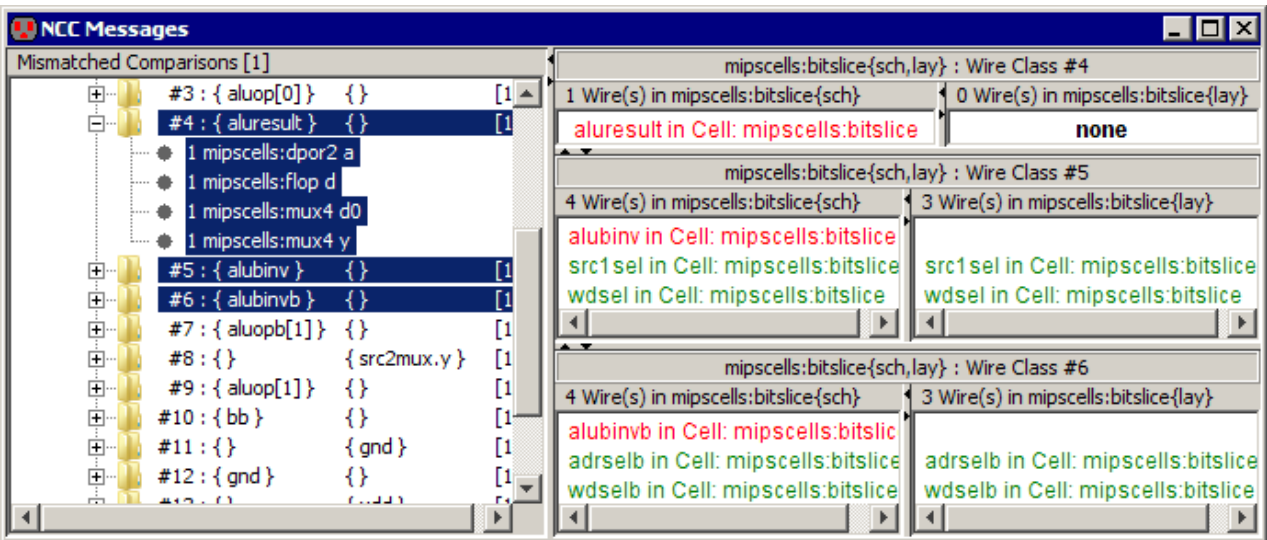 NCC Messages
Mismatched Comparisons [1]
#3 : { aluop[0] } {} [1
#4 : { aluresult } {} [1
1 mipscells:dpor2 a
1 mipscells:flop d
1 mipscells:mux4 d0
1 mipscells:mux4 y
#5 : { alubinv } {} [1
#6 : { alubinvb } {} [1
#7 : { aluopb[1] } {} [1
#8 : {} { src2mux.y } [1
#9 : { aluop[1] } {} [1
#10 : { bb } {} [1
#11 : {} { gnd } [1
#12 : { gnd } {} [1
mipscells:bitslice{sch,lay} : Wire Class #4
1 Wire(s) in mipscells:bitslice{sch} 0 Wire(s) in mipscells:bitslice{lay}
aluresult in Cell: mipscells:bitslice none
mipscells:bitslice{sch,lay} : Wire Class #5
4 Wire(s) in mipscells:bitslice{sch} 3 Wire(s) in mipscells:bitslice{lay}
alubinv in Cell: mipscells:bitslice
src1sel in Cell: mipscells:bitslice src1sel in Cell: mipscells:bitslice
wdsel in Cell: mipscells:bitslice wdsel in Cell: mipscells:bitslice
mipscells:bitslice{sch,lay} : Wire Class #6
4 Wire(s) in mipscells:bitslice{sch} 3 Wire(s) in mipscells:bitslice{lay}
alubinvb in Cell: mipscells:bitslic
adrselb in Cell: mipscells:bitslice adrselb in Cell: mipscells:bitslice
wdselb in Cell: mipscells:bitslice wdselb in Cell: mipscells:bitslice